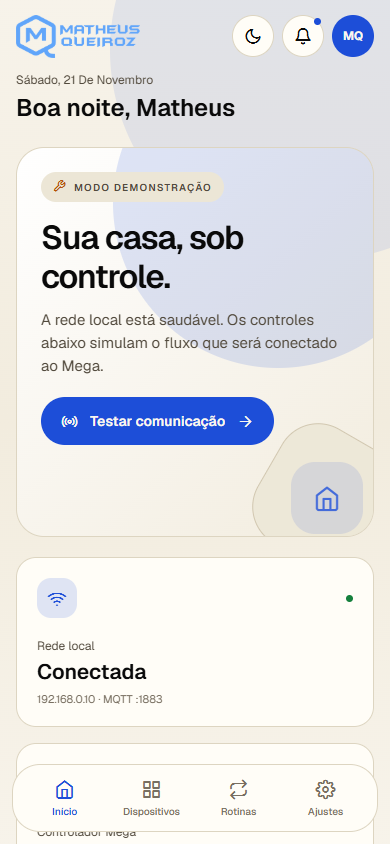 MATHEUS
QUEIROZ
MQ
Sábado, 21 De Novembro
Boa noite, Matheus
MODO DEMONSTRAÇÃO
Sua casa, sob
controle.
A rede local está saudável. Os controles
abaixo simulam o fluxo que será conectado
ao Mega.
Testar comunicação
Rede local
Conectada
192.168.0.10 · MQTT :1883
Início
Dispositivos
Rotinas
Ajustes
Controlador Mega